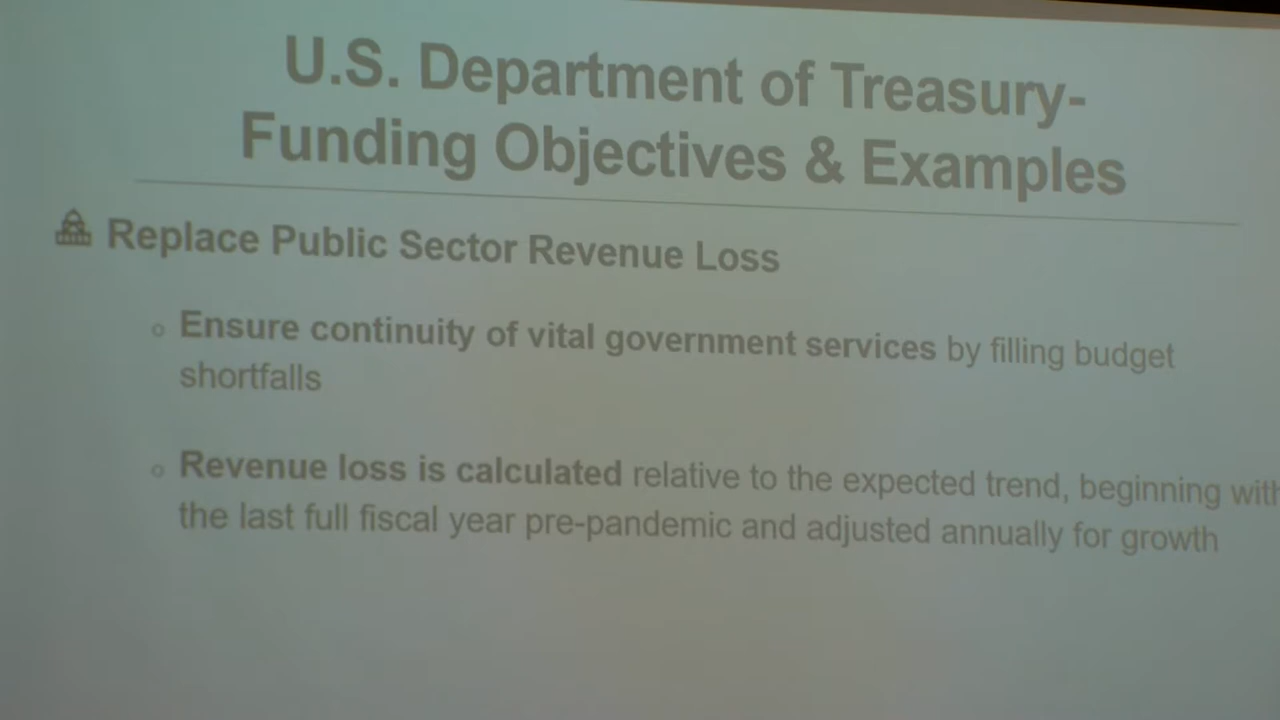 U.S. Department of Treasury-
Funding Objectives & Examples
Replace Public Sector Revenue Loss
Ensure continuity of vital government services by filling budget
shortfalls
Revenue loss is calculated relative to the expected trend, beginning with
the last full fiscal year pre-pandemic and adjusted annually for growth